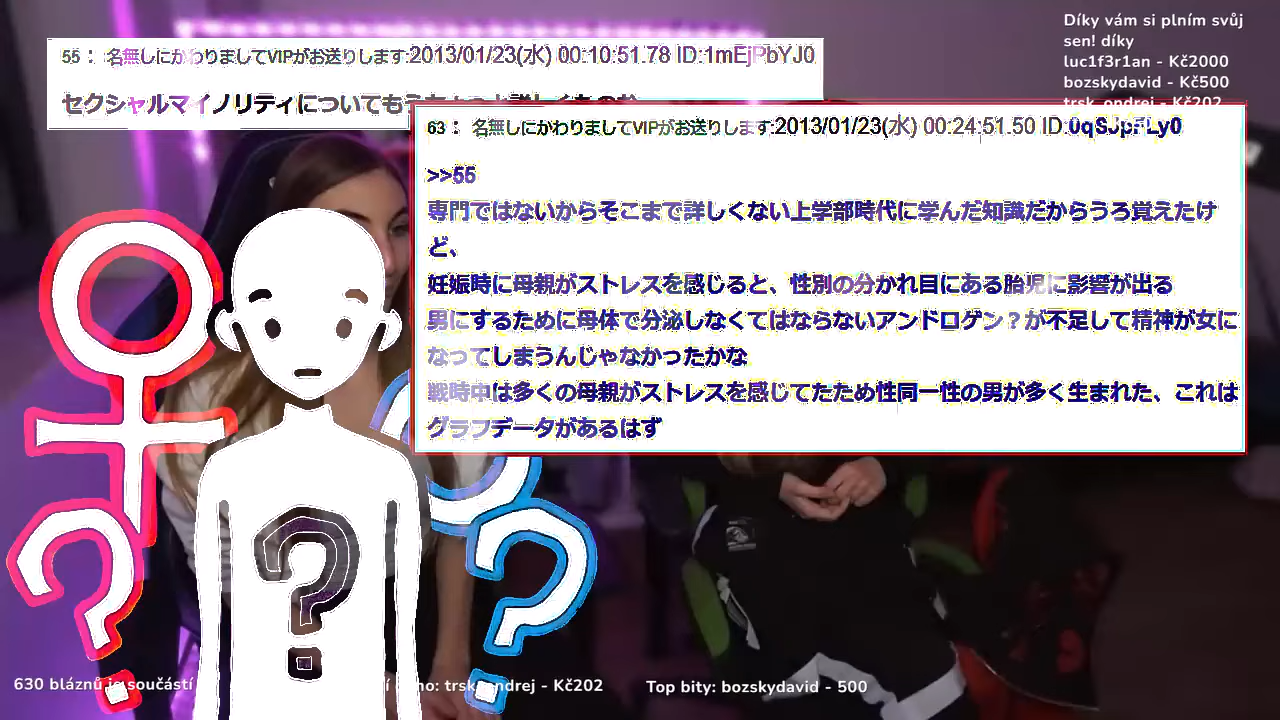 Díky vám si plním svůj
sen! díky
luc1f3r1an - Kč2000
bozskydavid - Kč500
trsk_ondrej - Kč202
55 : 名無しにかわりましてVIPがお送りします:2013/01/23(水) 00:10:51.78 ID:1mEjPbYJ0
セクシャルマイノリティについてもう
63 : 名無しにかわりましてVIPがお送りします:2013/01/23(水) 00:24:51.50 ID:0qSJpFLy0
>>55
専門ではないからそこまで詳しくない上学部時代に学んだ知識だからうろ覚えたけ
ど、
妊娠時に母親がストレスを感じると、性別の分かれ目にある胎児に影響が出る
男にするために母体で分泌しなくてはならないアンドロゲン？が不足して精神が女に
なってしまうんじゃなかったかな
戦時中は多くの母親がストレスを感じてたため性同一性の男が多く生まれた、これは
グラフデータがあるはず
630 bláznů je součástí
trsk_ondrej - Kč202
Top bity: bozskydavid - 500